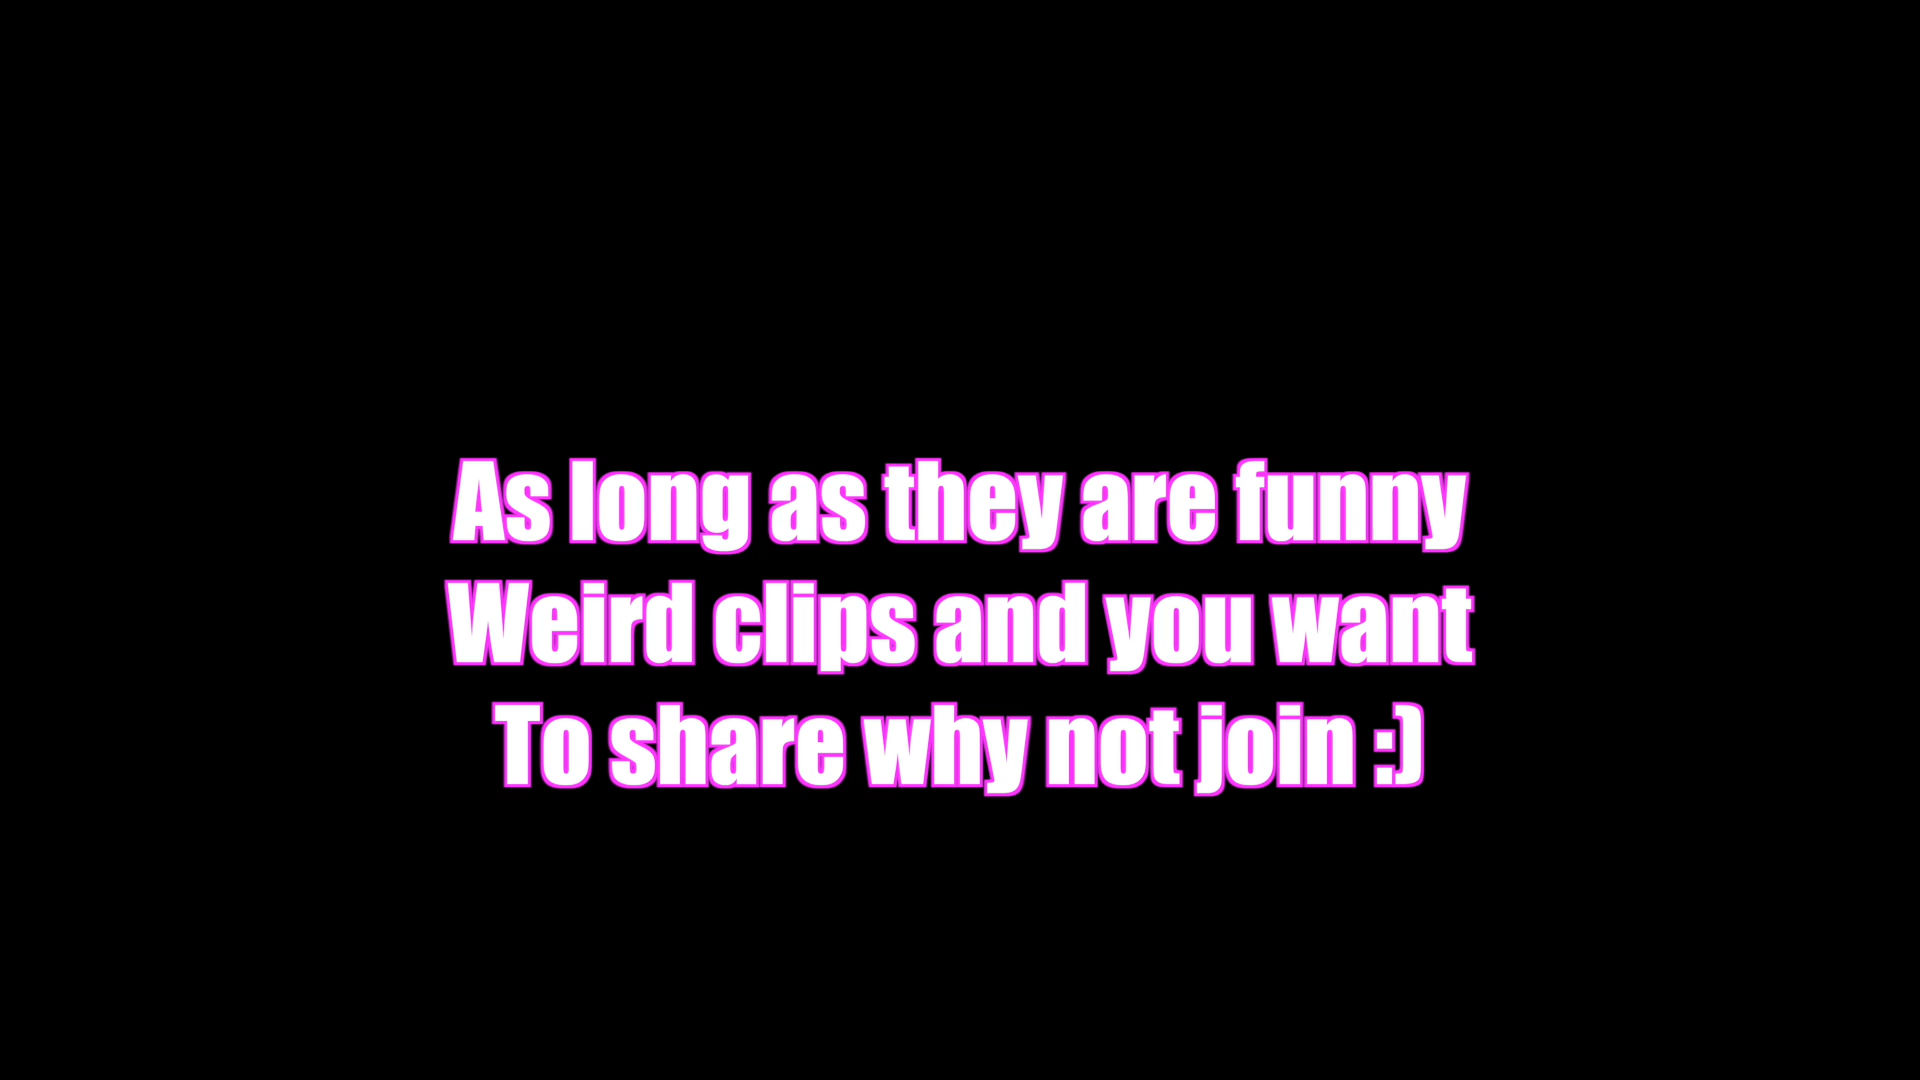 As long as they are funny
Weird clips and you want
To share why not join :)